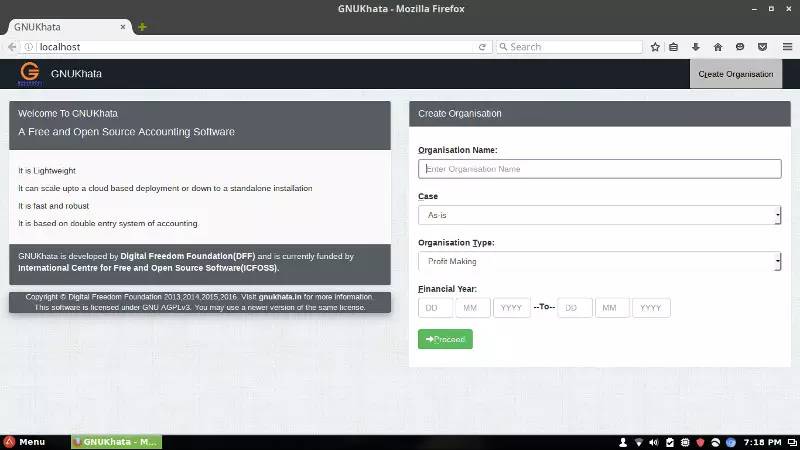 GNUKhata - Mozilla Firefox
GNUKhata
localhost
Search
GNUKhata
Create Organisation
Welcome To GNUKhata
A Free and Open Source Accounting Software
It is Lightweight
It can scale upto a cloud based deployment or down to a standalone installation
It is fast and robust
It is based on double entry system of accounting.
GNUKhata is developed by Digital Freedom Foundation(DFF) and is currently funded by
International Centre for Free and Open Source Software(ICFOSS).
Copyright © Digital Freedom Foundation 2013,2014,2015,2016. Visit gnukhata.in for more information.
This software is licensed under GNU AGPLv3. You may use a newer version of the same license.
Create Organisation
Organisation Name:
Enter Organisation Name
Case
As-is
Organisation Type:
Profit Making
Financial Year:
DD MM YYYY --To-- DD MM YYYY
Proceed
Menu
GNUKhata - M...
7:18 PM